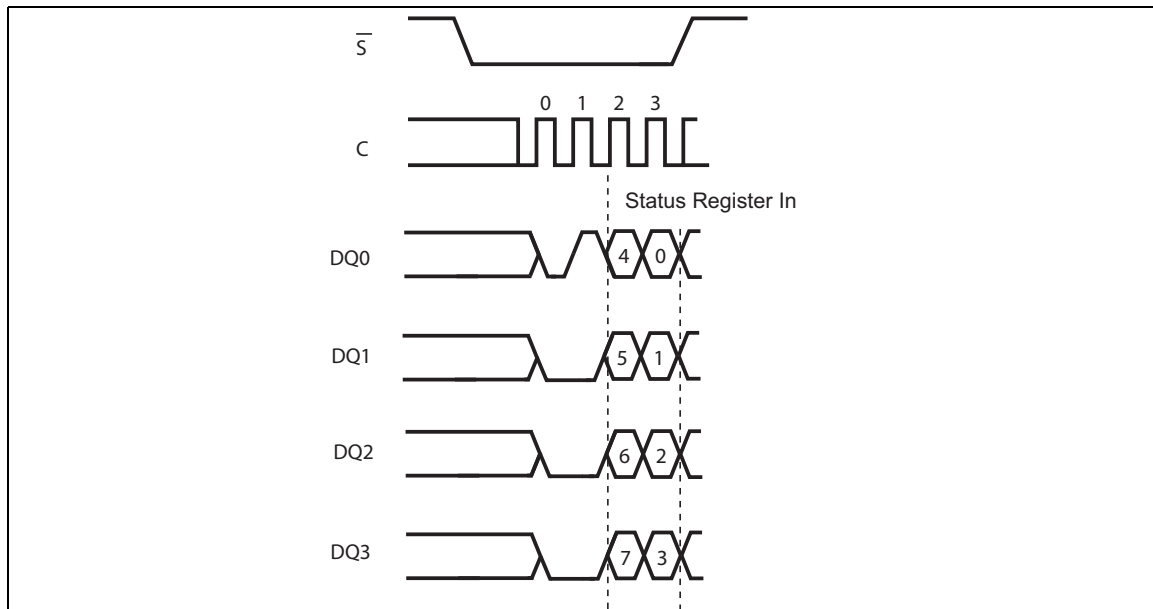 S̅
0 1 2 3
C
Status Register In
DQ0 4 0
DQ1 5 1
DQ2 6 2
DQ3 7 3